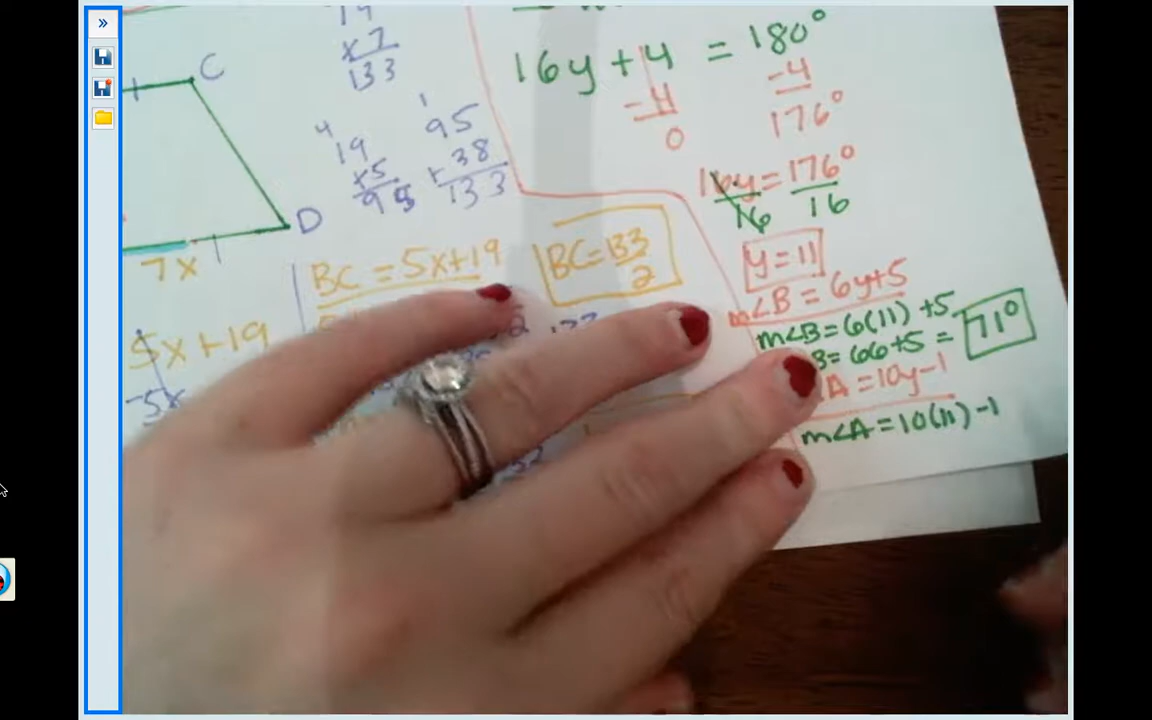 C
D
7x
5x+19
-5x
19
x7
133
4
19
x5
95
1
95
+38
133
BC = 5x+19
BC = 133
2
16y + 4 = 180°
-4 -4
0 176°
16y = 176°
16 16
y = 11
m∠B = 6y+5
m∠B = 6(11) +5
B = 66+5 = 71°
A = 10y-1
m∠A = 10(11) -1